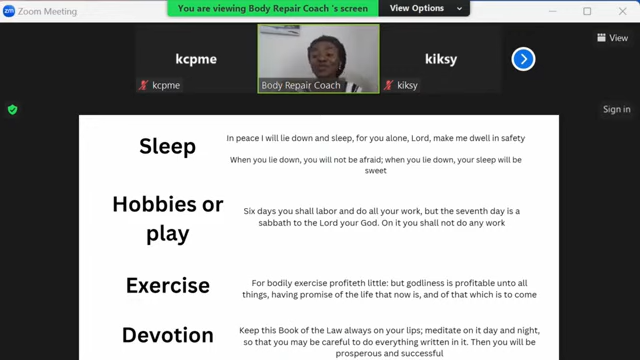 Zoom Meeting
You are viewing Body Repair Coach 's screen
View Options
kcpme
kiksy
View
kcpme
Body Repair Coach
kiksy
Sign in
Sleep
In peace I will lie down and sleep, for you alone, Lord, make me dwell in safety
When you lie down, you will not be afraid; when you lie down, your sleep will be
sweet
Hobbies or
play
Six days you shall labor and do all your work, but the seventh day is a
sabbath to the Lord your God. On it you shall not do any work
Exercise
For bodily exercise profiteth little: but godliness is profitable unto all
things, having promise of the life that now is, and of that which is to come
Devotion
Keep this Book of the Law always on your lips; meditate on it day and night,
so that you may be careful to do everything written in it. Then you will be
prosperous and successful